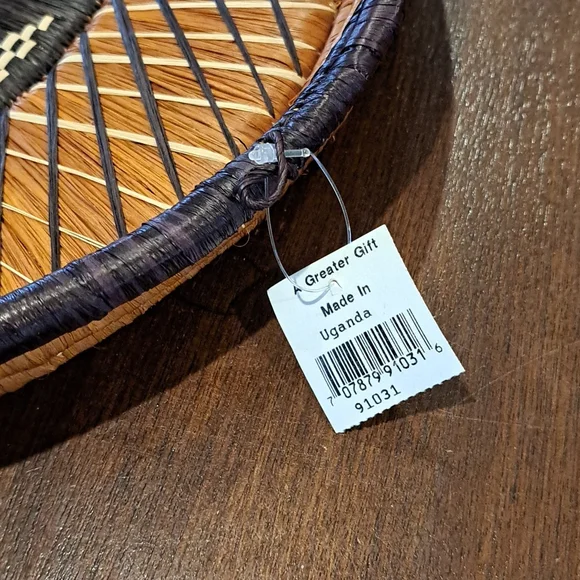 A Greater Gift
Made In
Uganda
7 07879 91031 6
91031